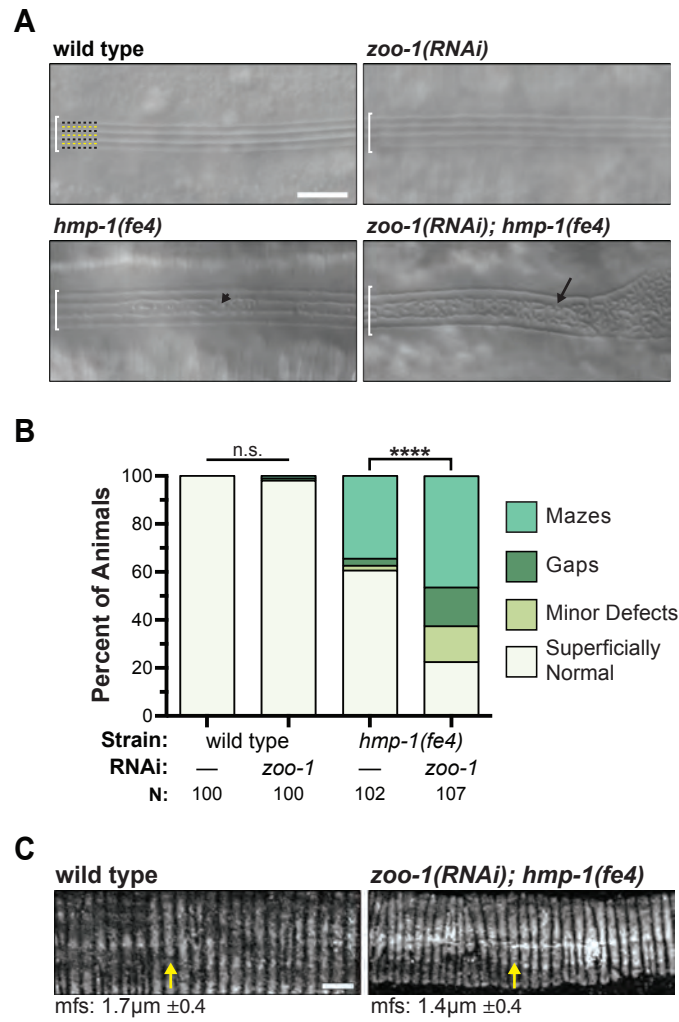 A
wild type
zoo-1(RNAi)
hmp-1(fe4)
zoo-1(RNAi); hmp-1(fe4)
B
n.s.
****
100
80
60
40
20
0
Percent of Animals
Mazes
Gaps
Minor Defects
Superficially
Normal
Strain: wild type hmp-1(fe4)
RNAi: — zoo-1 — zoo-1
N: 100 100 102 107
C
wild type
zoo-1(RNAi); hmp-1(fe4)
mfs: 1.7µm ±0.4
mfs: 1.4µm ±0.4